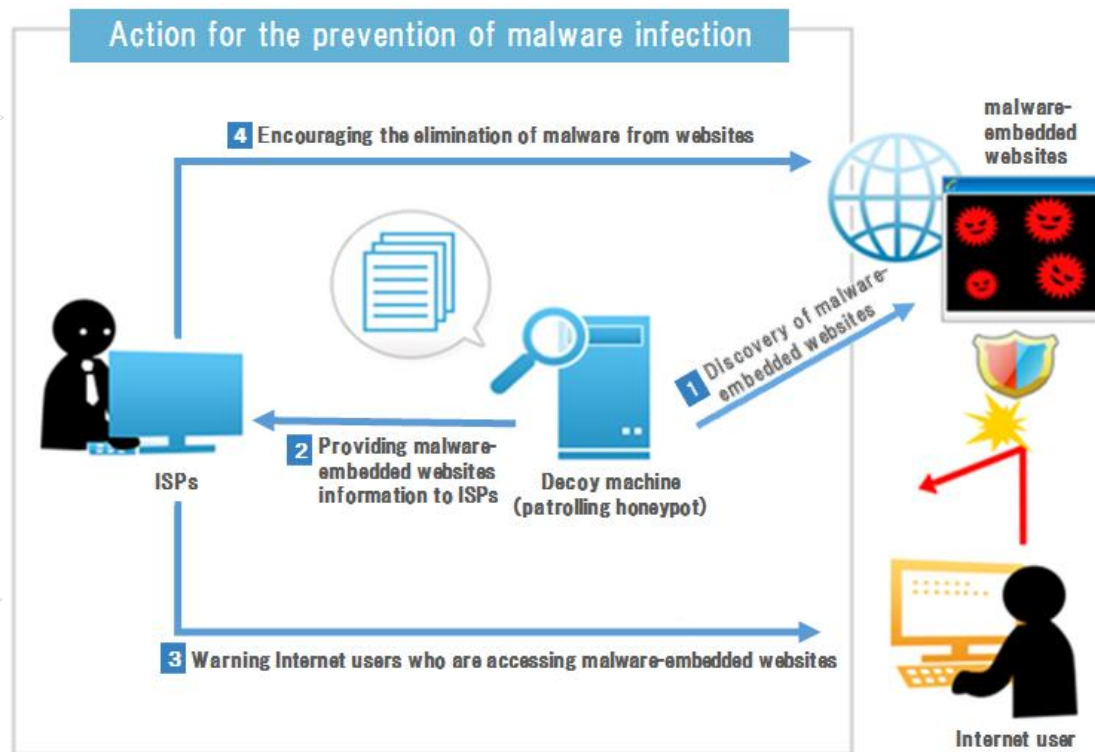 Action for the prevention of malware infection
4 Encouraging the elimination of malware from websites
malware-
embedded
websites
1 Discovery of malware-
embedded websites
2 Providing malware-
embedded websites
information to ISPs
ISPs
Decoy machine
(patrolling honeypot)
3 Warning Internet users who are accessing malware-embedded websites
Internet user